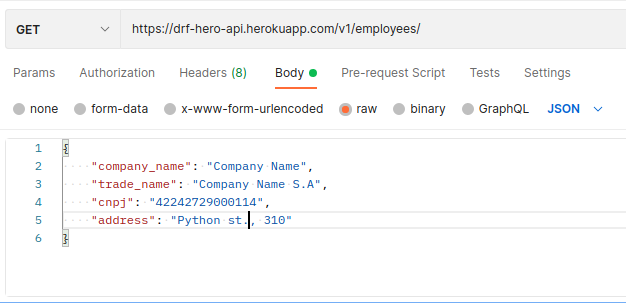 GET https://drf-hero-api.herokuapp.com/v1/employees/
Params Authorization Headers (8) Body Pre-request Script Tests Settings
none form-data x-www-form-urlencoded raw binary GraphQL JSON
1 {
2 "company_name": "Company Name",
3 "trade_name": "Company Name S.A",
4 "cnpj": "42242729000114",
5 "address": "Python st., 310"
6 }